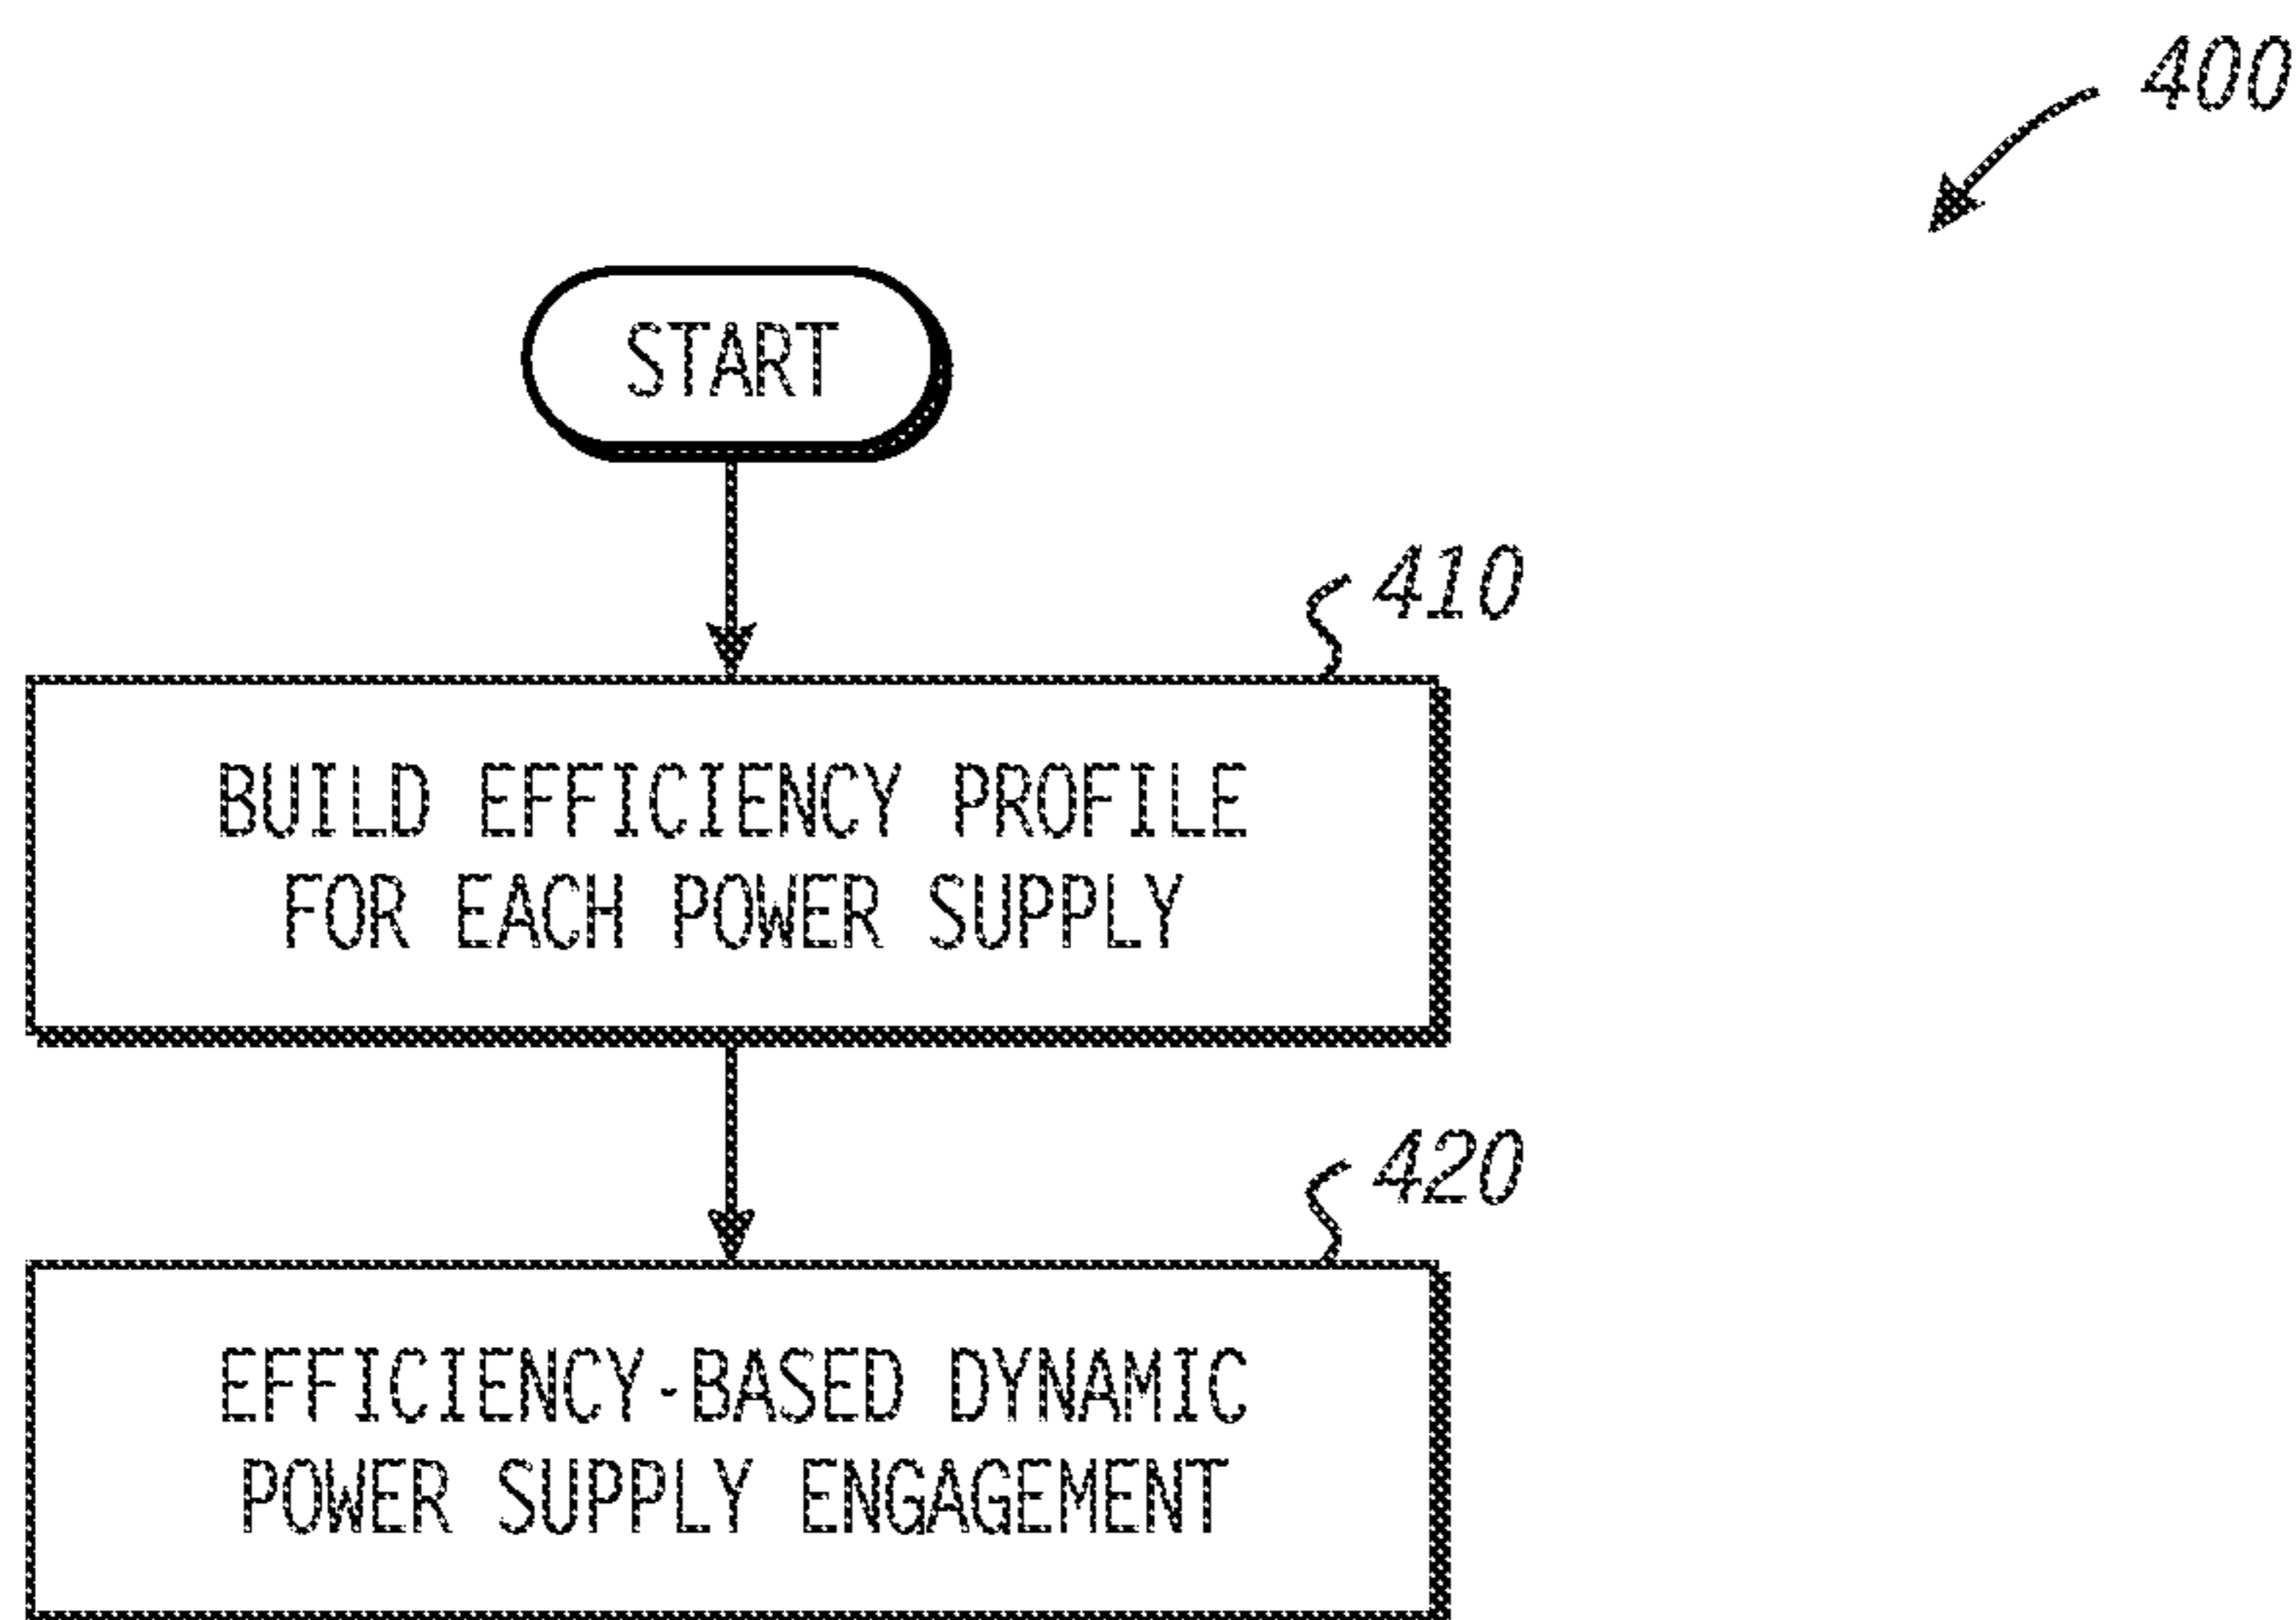 400
START
410
BUILD EFFICIENCY PROFILE
FOR EACH POWER SUPPLY
420
EFFICIENCY-BASED DYNAMIC
POWER SUPPLY ENGAGEMENT